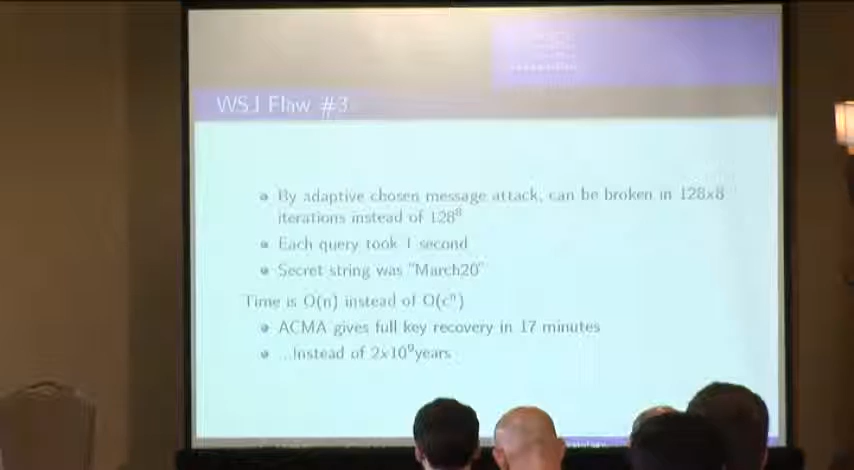 WSJ Flaw #3
By adaptive chosen message attack, can be broken in 128x8
iterations instead of 128⁸
Each query took 1 second
Secret string was "March20"
Time is O(n) instead of O(cⁿ)
ACMA gives full key recovery in 17 minutes
...Instead of 2x10⁹years